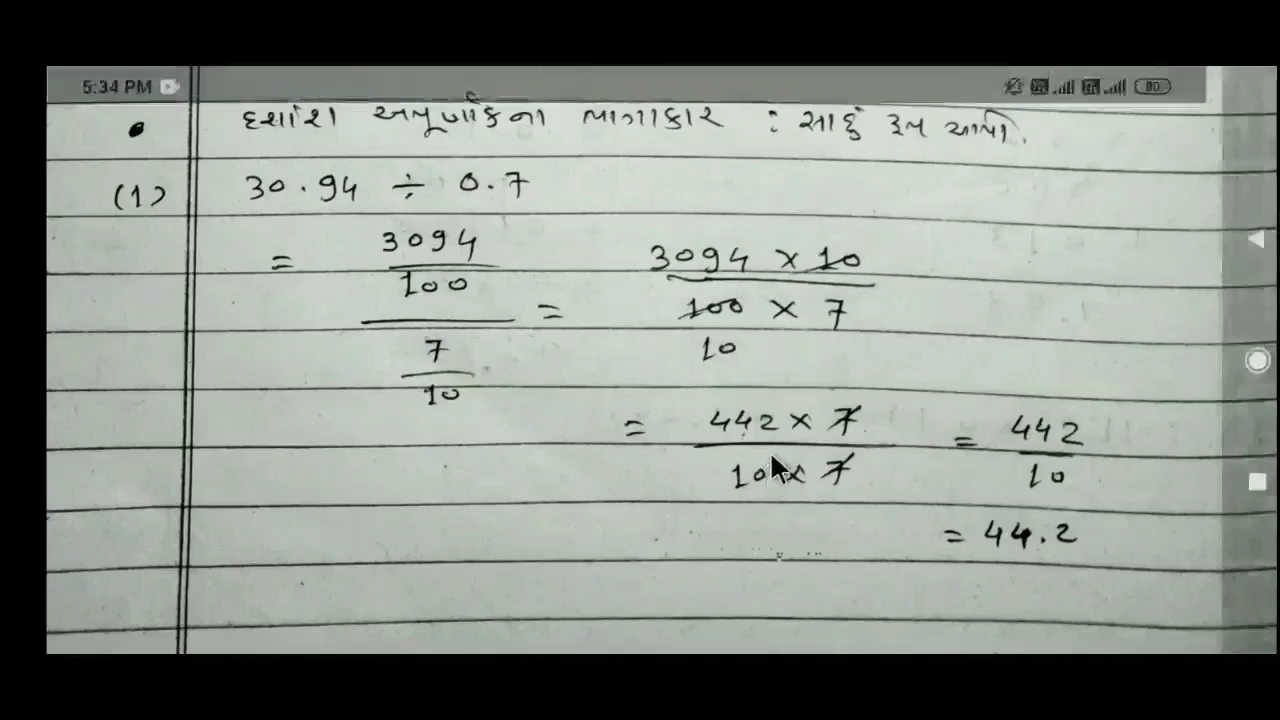 5:34 PM
80
• દશાંશ અપૂર્ણાંકના ભાગાકાર : સાદું રૂપ આપો.
(1) 30.94 ÷ 0.7
= 3094/100 / 7/10 = 3094 × 10 / 100 × 7
10
= 442 × 7 / 10 × 7 = 442/10
= 44.2